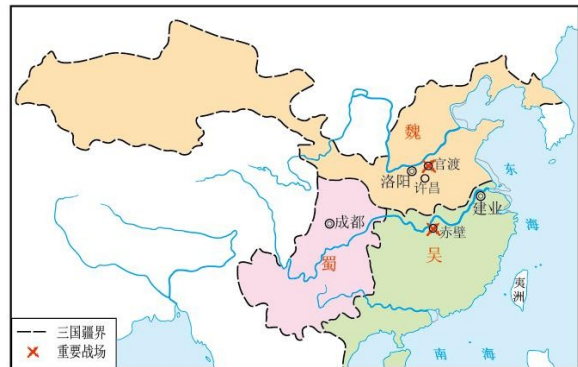 魏
官渡
洛阳
许昌
东
海
建业
成都
赤壁
蜀
吴
夷洲
南海
三国疆界
重要战场